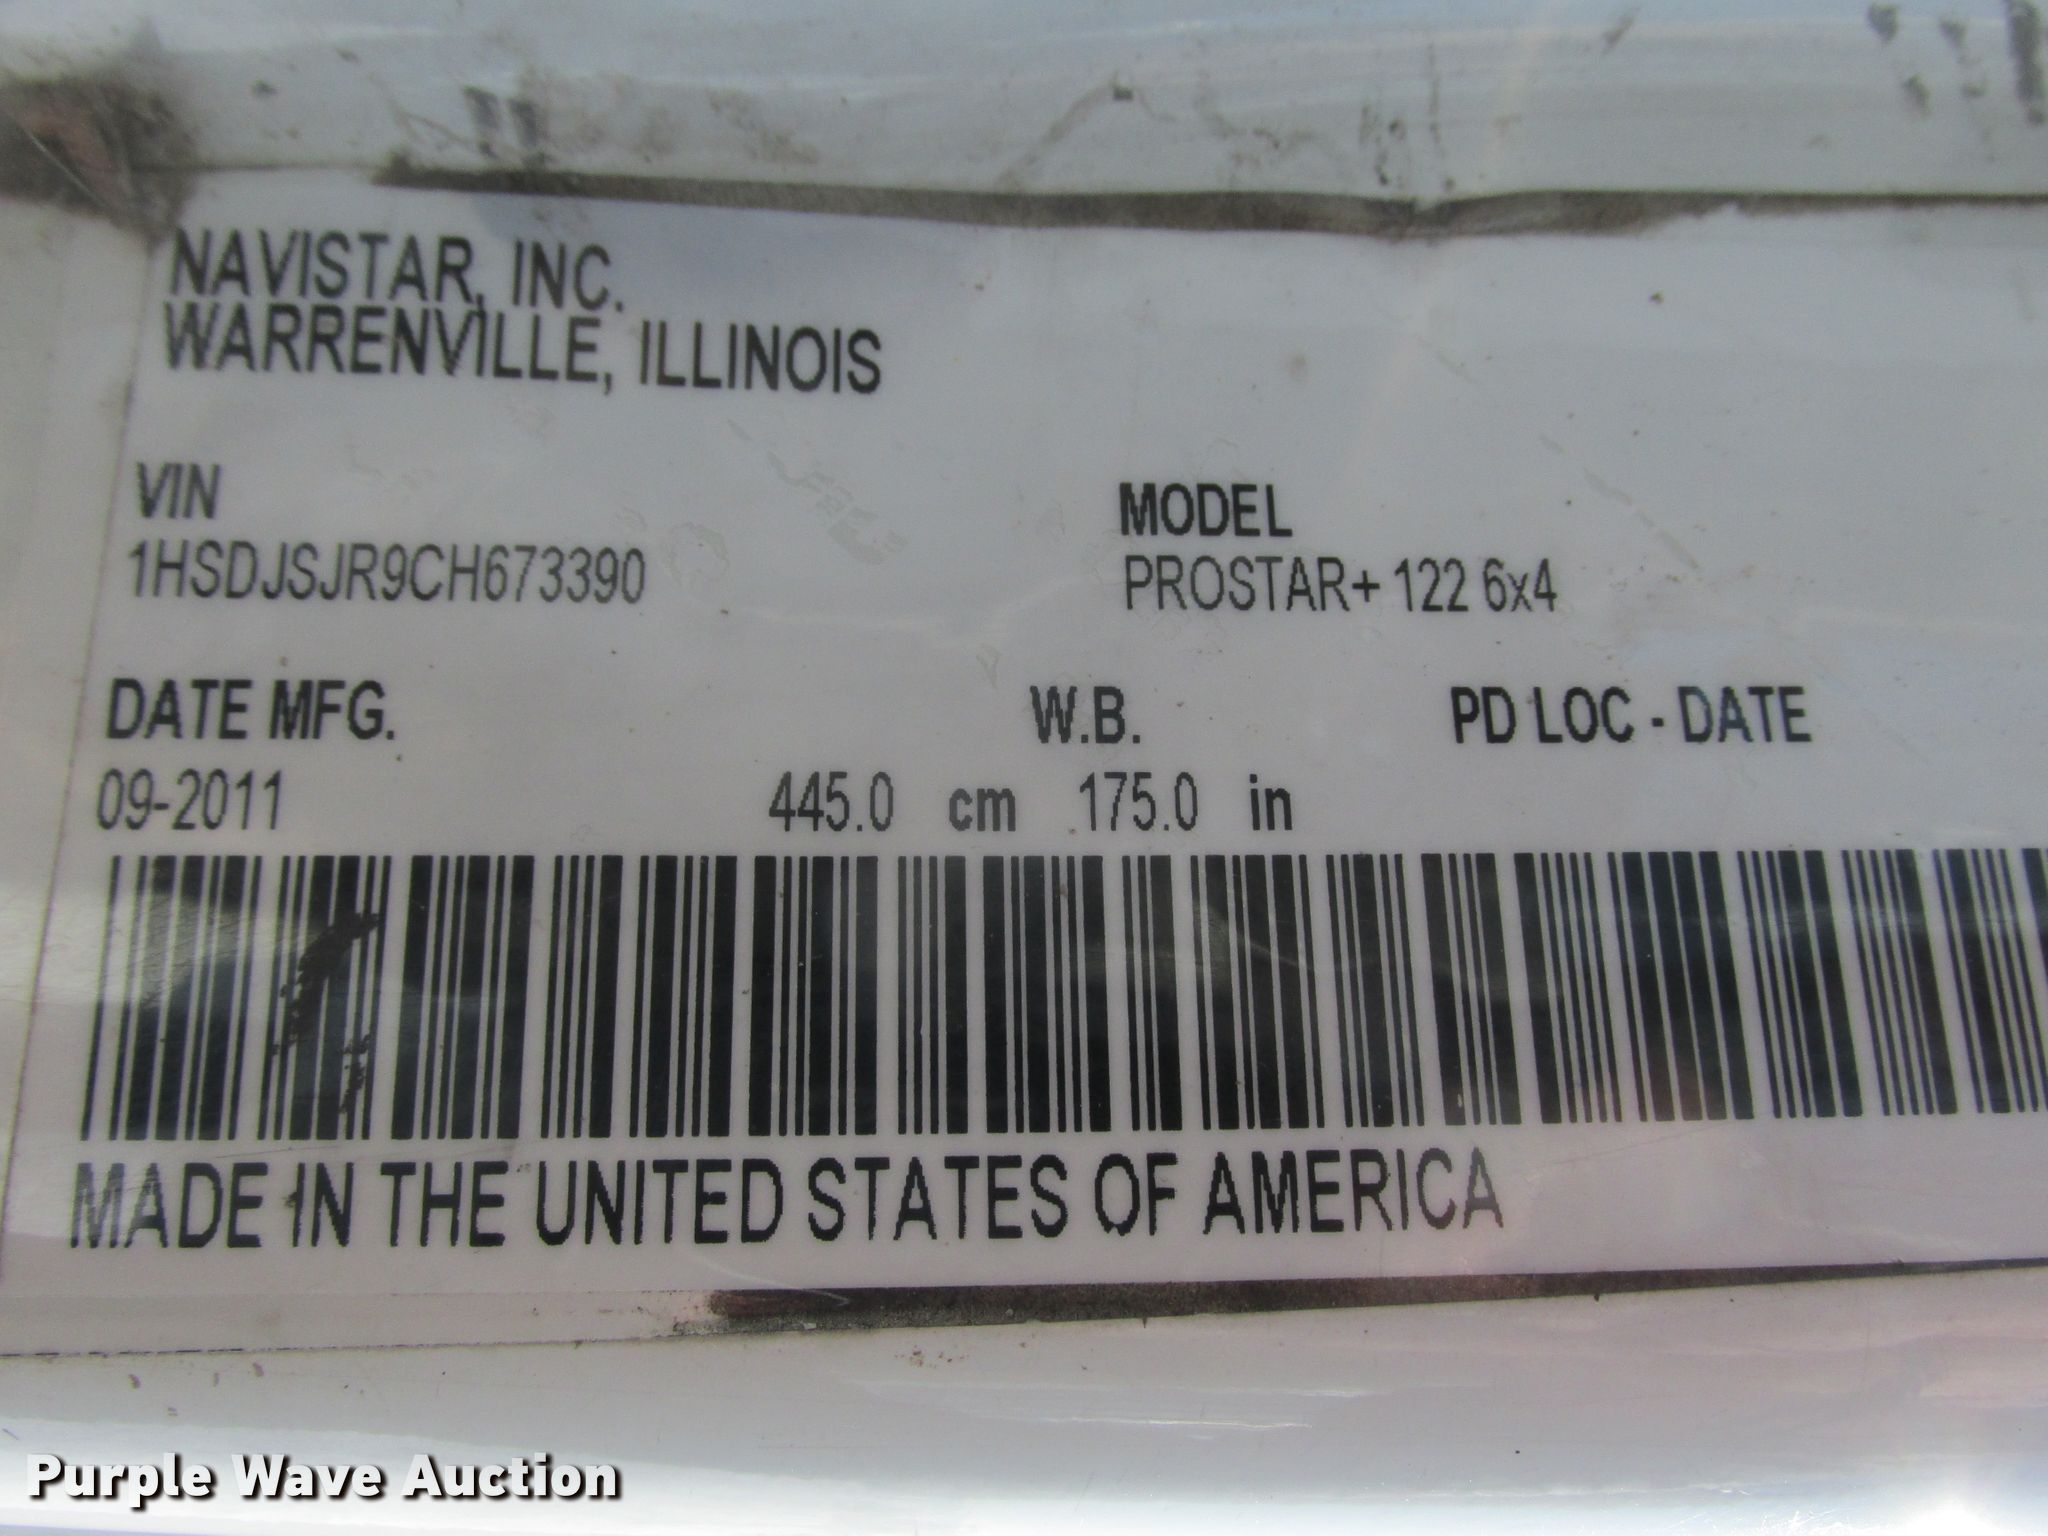 NAVISTAR, INC.
WARRENVILLE, ILLINOIS
VIN MODEL
1HSDJSJR9CH673390 PROSTAR+ 122 6x4
DATE MFG. W.B. PD LOC - DATE
09-2011 445.0 cm 175.0 in
MADE IN THE UNITED STATES OF AMERICA
Purple Wave Auction